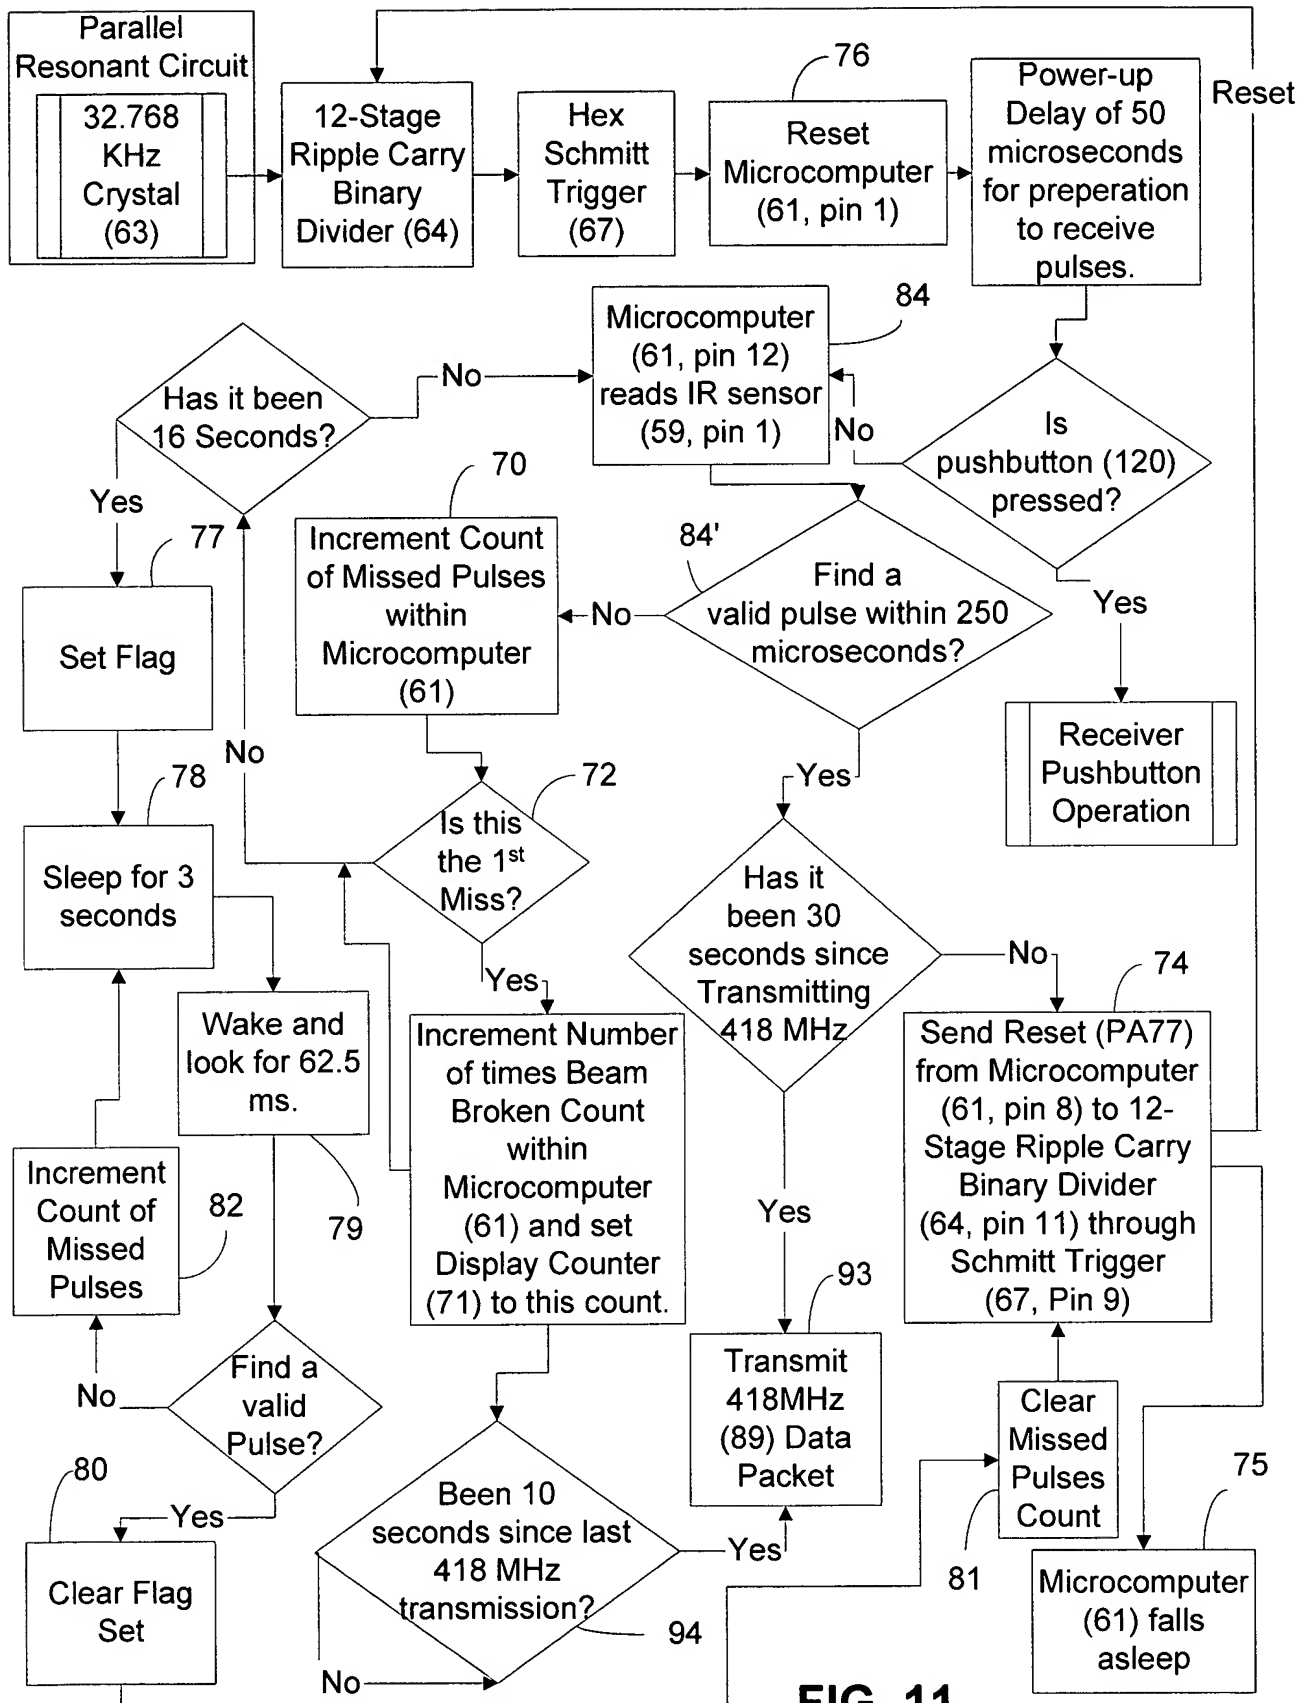 Parallel
Resonant Circuit
32.768
KHz
Crystal
(63)
12-Stage
Ripple Carry
Binary
Divider (64)
Hex
Schmitt
Trigger
(67)
76
Reset
Microcomputer
(61, pin 1)
Power-up
Delay of 50
microseconds
for preperation
to receive
pulses.
Reset
Has it been
16 Seconds?
No
Yes
Microcomputer
(61, pin 12)
reads IR sensor
(59, pin 1)
84
No
Is
pushbutton (120)
pressed?
Yes
Receiver
Pushbutton
Operation
77
Set Flag
70
Increment Count
of Missed Pulses
within
Microcomputer
(61)
No
84'
Find a
valid pulse within 250
microseconds?
Yes
No
72
Is this
the 1st
Miss?
Yes
78
Sleep for 3
seconds
Wake and
look for 62.5
ms.
79
Increment
Count of
Missed
Pulses
82
No
Find a
valid
Pulse?
Yes
80
Clear Flag
Set
Increment Number
of times Beam
Broken Count
within
Microcomputer
(61) and set
Display Counter
(71) to this count.
Has it
been 30
seconds since
Transmitting
418 MHz
No
Yes
74
Send Reset (PA77)
from Microcomputer
(61, pin 8) to 12-
Stage Ripple Carry
Binary Divider
(64, pin 11) through
Schmitt Trigger
(67, Pin 9)
93
Transmit
418MHz
(89) Data
Packet
Been 10
seconds since last
418 MHz
transmission?
Yes
94
No
Clear
Missed
Pulses
Count
81
75
Microcomputer
(61) falls
asleep
FIG. 11